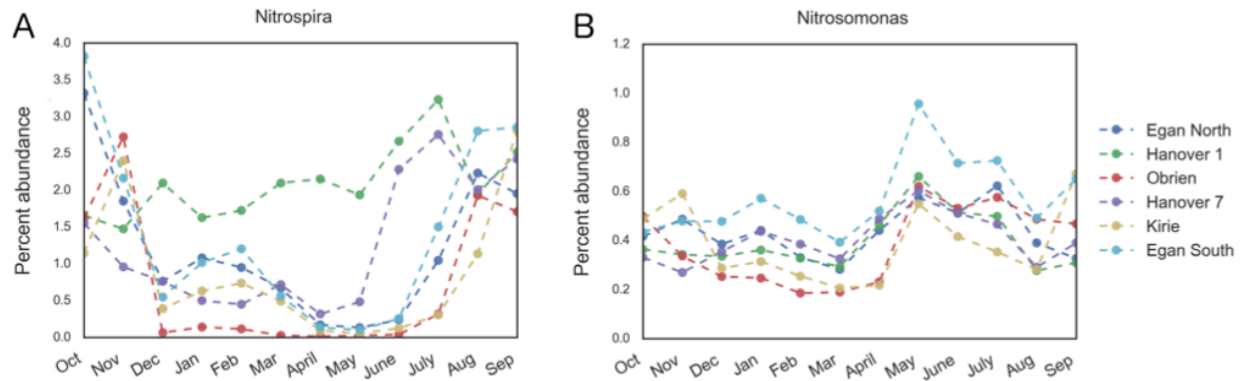 A
Nitrospira
Percent abundance
4.0
3.5
3.0
2.5
2.0
1.5
1.0
0.5
0.0
Oct Nov Dec Jan Feb Mar April May June July Aug Sep
B
Nitrosomonas
Percent abundance
1.2
1.0
0.8
0.6
0.4
0.2
0.0
Oct Nov Dec Jan Feb Mar April May June July Aug Sep
Egan North
Hanover 1
Obrien
Hanover 7
Kirie
Egan South